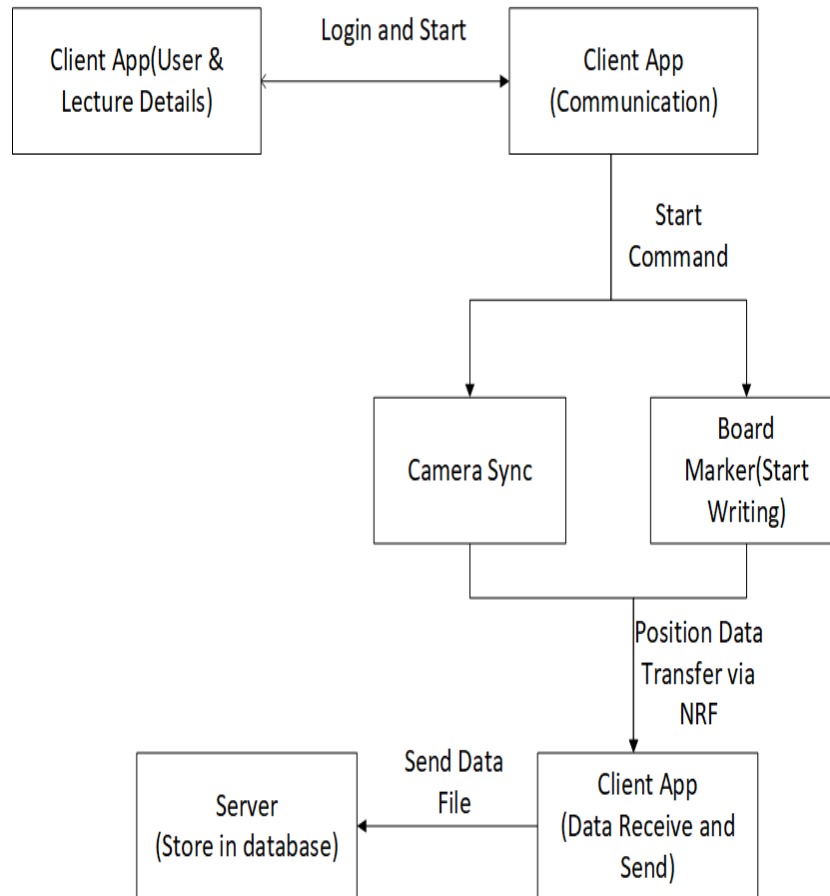 Login and Start
Client App(User &
Lecture Details)
Client App
(Communication)
Start
Command
Camera Sync
Board
Marker(Start
Writing)
Position Data
Transfer via
NRF
Send Data
File
Server
(Store in database)
Client App
(Data Receive and
Send)